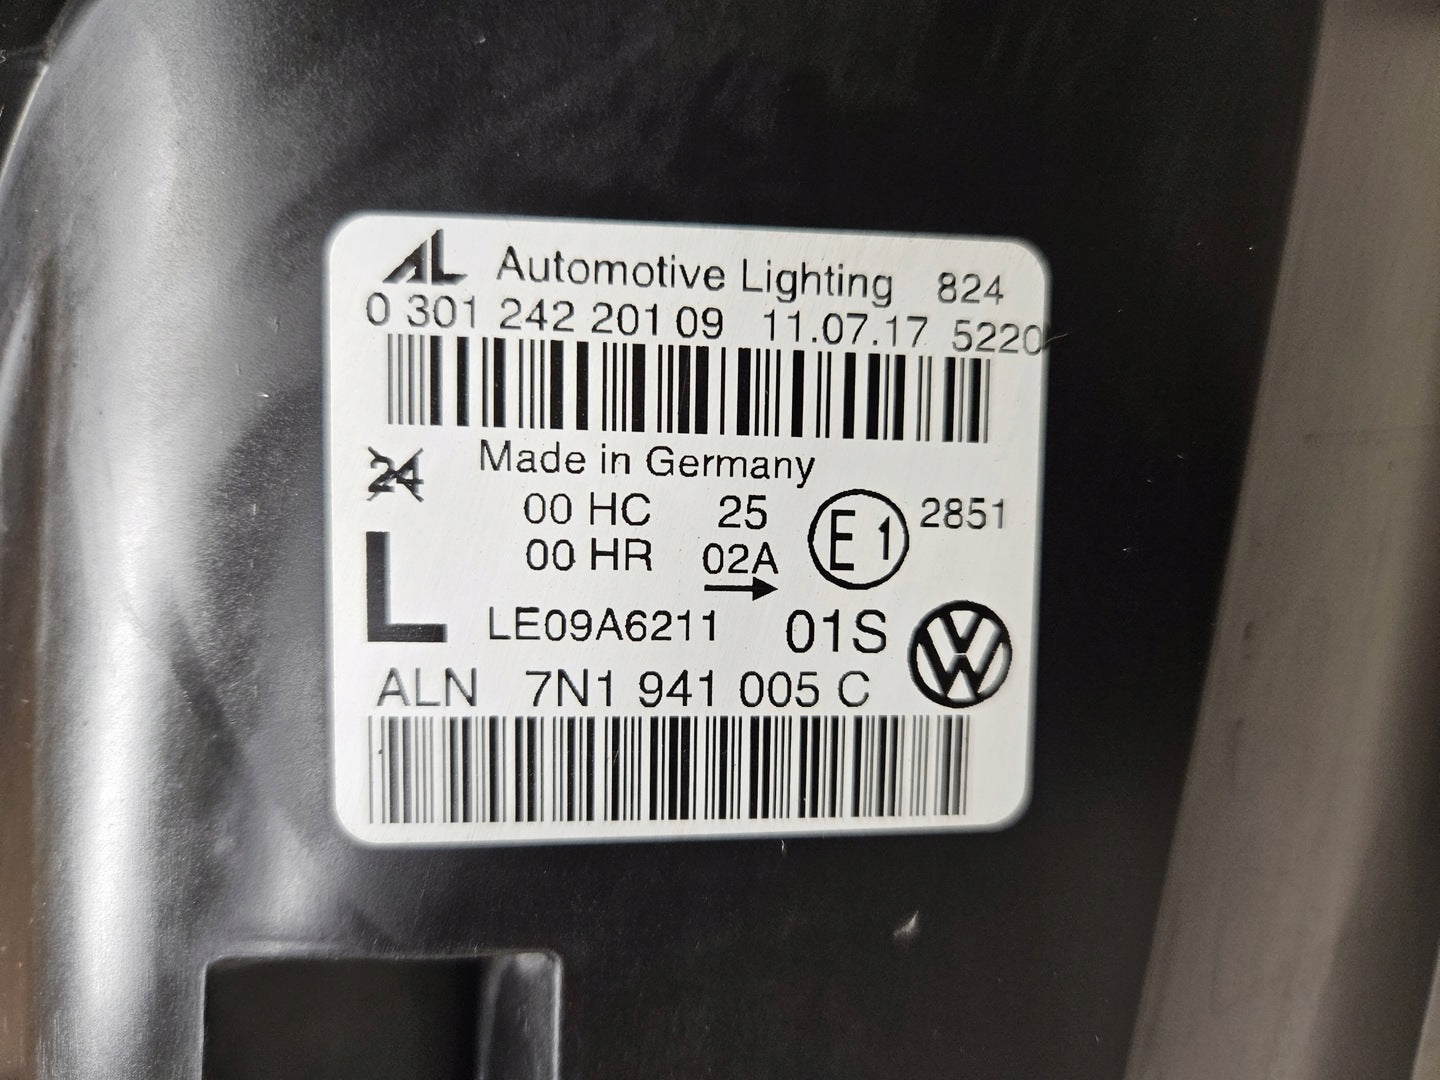 AL Automotive Lighting 824
0 301 242 201 09 11.07.17 5220
24 Made in Germany
00 HC 25 E1 2851
00 HR 02A
L LE09A6211 01S VW
ALN 7N1 941 005 C